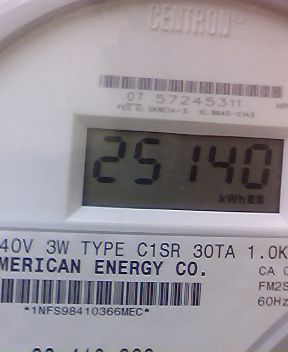 CENTRON®
07 57245311
25140
kWh
40V 3W TYPE C1SR 30TA 1.0K
MERICAN ENERGY CO.
CA 0
FM2S
60Hz
*1NFS98410366MEC*